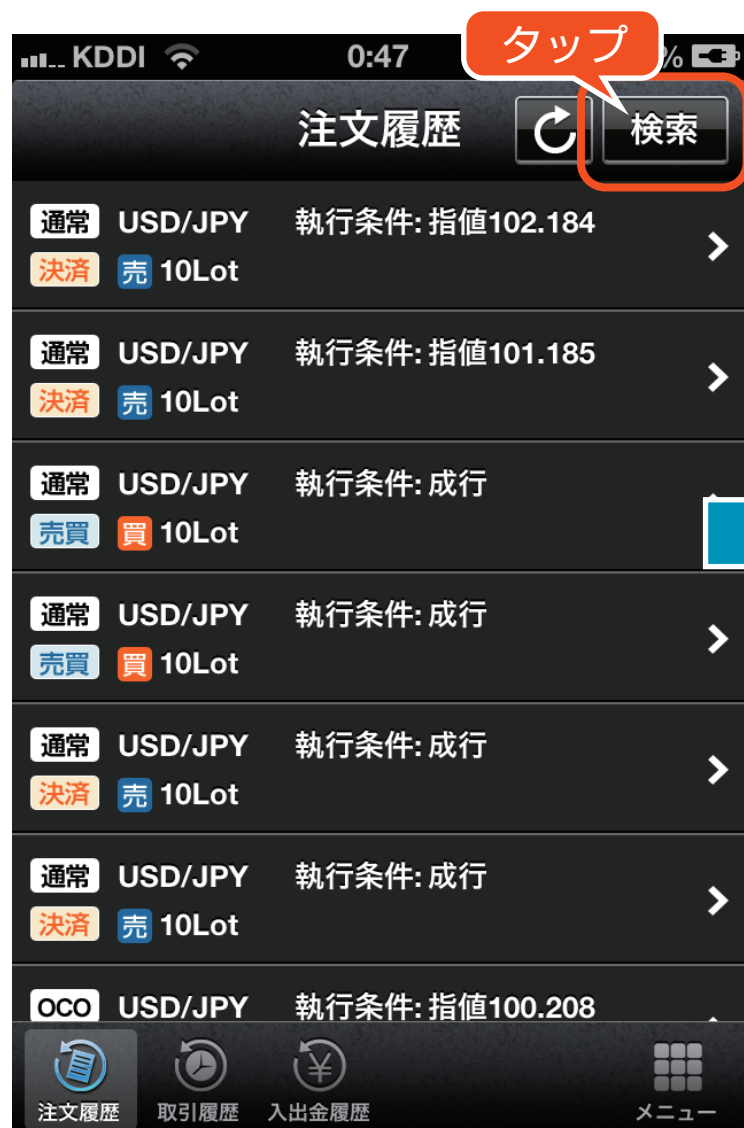 タップ
KDDI 0:47 %
注文履歴 検索
通常 USD/JPY 執行条件: 指値102.184
決済 売 10Lot
通常 USD/JPY 執行条件: 指値101.185
決済 売 10Lot
通常 USD/JPY 執行条件: 成行
売買 買 10Lot
通常 USD/JPY 執行条件: 成行
売買 買 10Lot
通常 USD/JPY 執行条件: 成行
決済 売 10Lot
通常 USD/JPY 執行条件: 成行
決済 売 10Lot
OCO USD/JPY 執行条件: 指値100.208
注文履歴 取引履歴 入出金履歴 メニュー